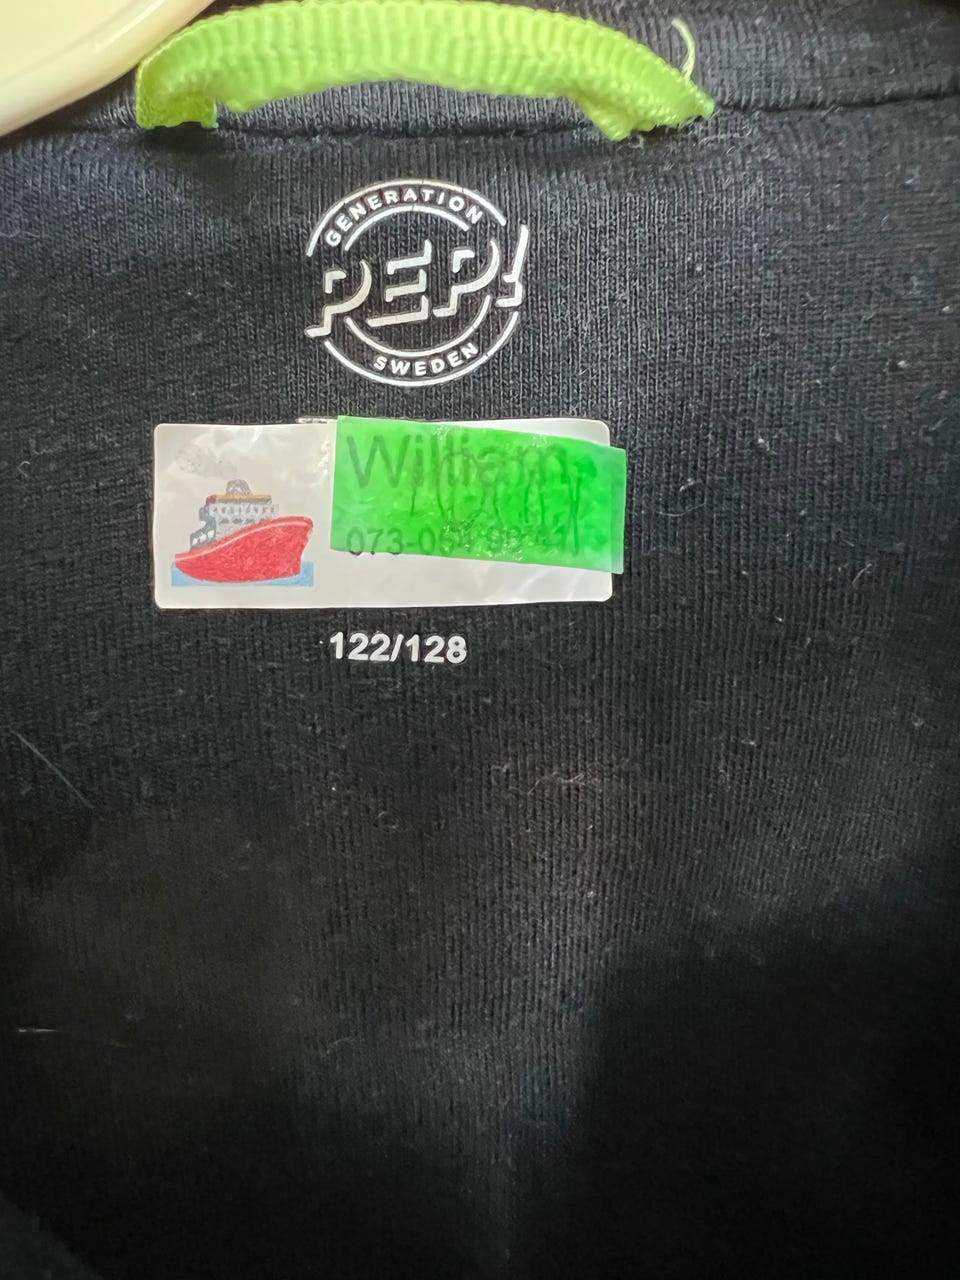 GENERATION
PEP!
SWEDEN
William
122/128